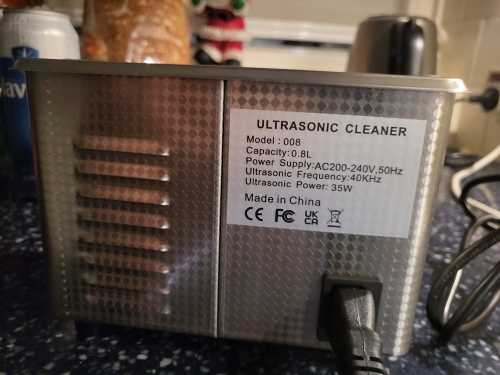 ULTRASONIC CLEANER
Model : 008
Capacity:0.8L
Power Supply:AC200-240V,50Hz
Ultrasonic Frequency:40KHz
Ultrasonic Power: 35W
Made in China
CE FC UK CA